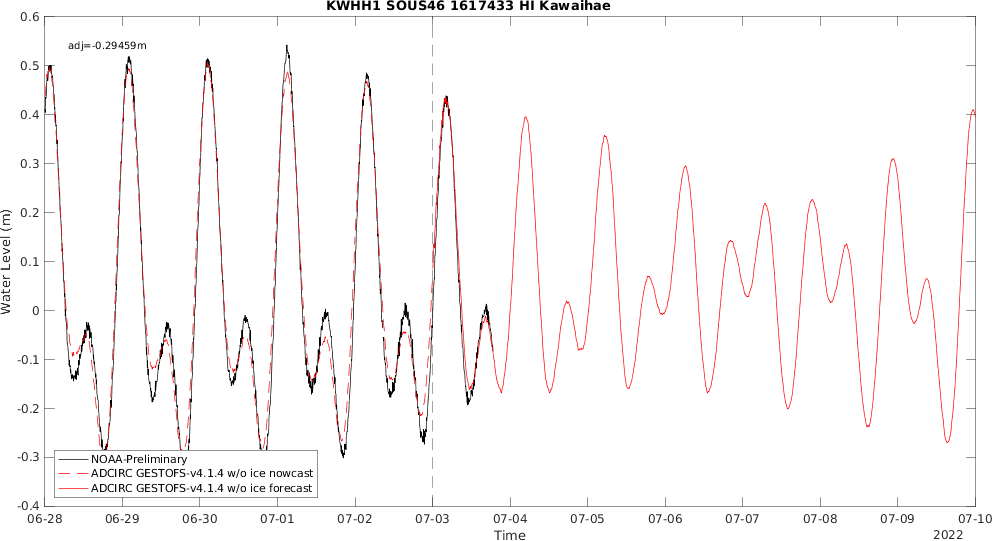 KWHH1 SOUS46 1617433 HI Kawaihae
adj=-0.29459m
0.6
0.5
0.4
0.3
0.2
0.1
0
-0.1
-0.2
-0.3
-0.4
Water Level (m)
NOAA-Preliminary
ADCIRC GESTOFS-v4.1.4 w/o ice nowcast
ADCIRC GESTOFS-v4.1.4 w/o ice forecast
06-28 06-29 06-30 07-01 07-02 07-03 07-04 07-05 07-06 07-07 07-08 07-09 07-10
Time
2022